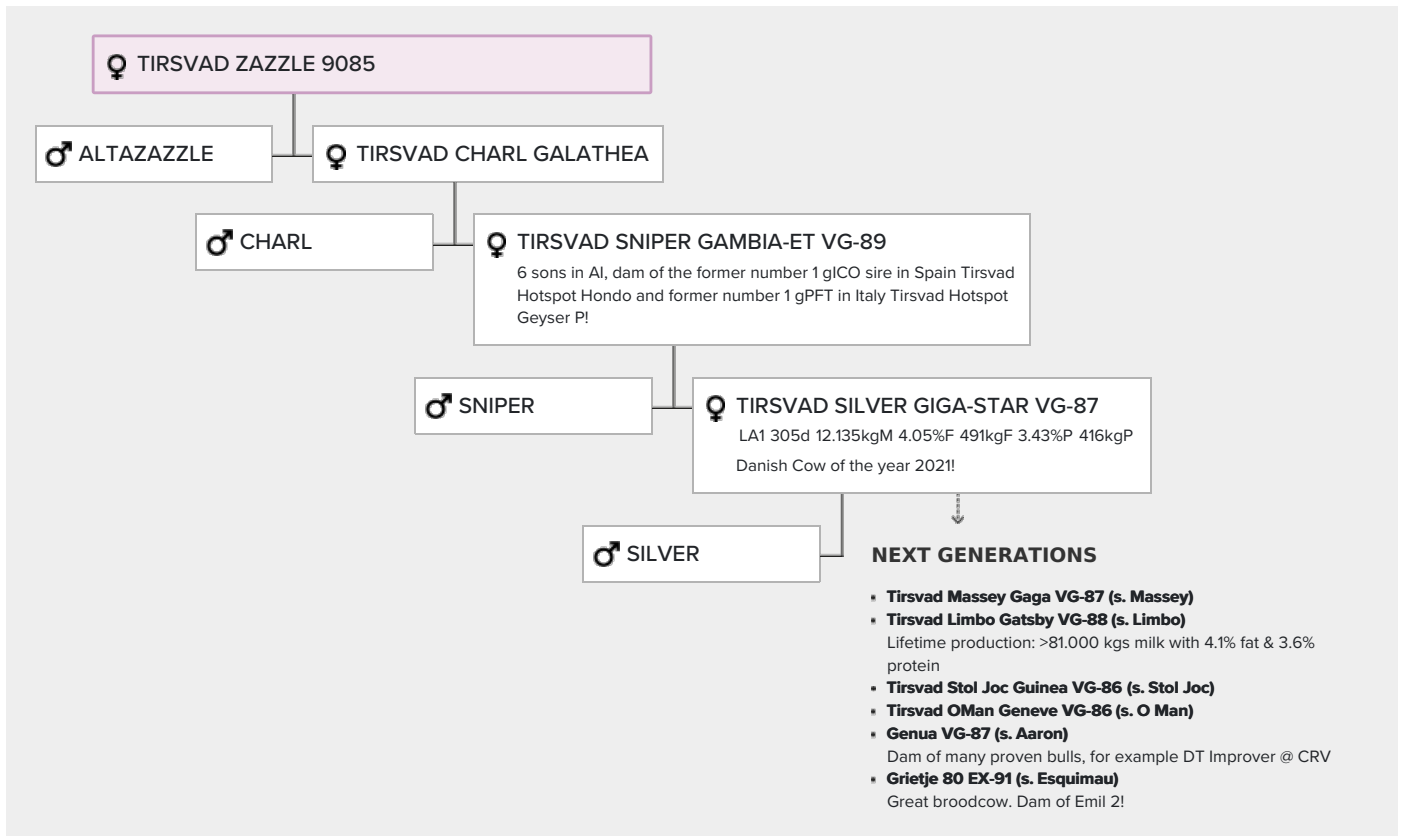 TIRSVAD ZAZZLE 9085
ALTAZAZZLE
TIRSVAD CHARL GALATHEA
CHARL
TIRSVAD SNIPER GAMBIA-ET VG-89
6 sons in AI, dam of the former number 1 gICO sire in Spain Tirsvad
Hotspot Hondo and former number 1 gPFT in Italy Tirsvad Hotspot
Geyser P!
SNIPER
TIRSVAD SILVER GIGA-STAR VG-87
LA1 305d 12.135kgM 4.05%F 491kgF 3.43%P 416kgP
Danish Cow of the year 2021!
SILVER
NEXT GENERATIONS
Tirsvad Massey Gaga VG-87 (s. Massey)
Tirsvad Limbo Gatsby VG-88 (s. Limbo)
Lifetime production: >81.000 kgs milk with 4.1% fat & 3.6%
protein
Tirsvad Stol Joc Guinea VG-86 (s. Stol Joc)
Tirsvad OMan Geneve VG-86 (s. O Man)
Genua VG-87 (s. Aaron)
Dam of many proven bulls, for example DT Improver @ CRV
Grietje 80 EX-91 (s. Esquimau)
Great broodcow. Dam of Emil 2!